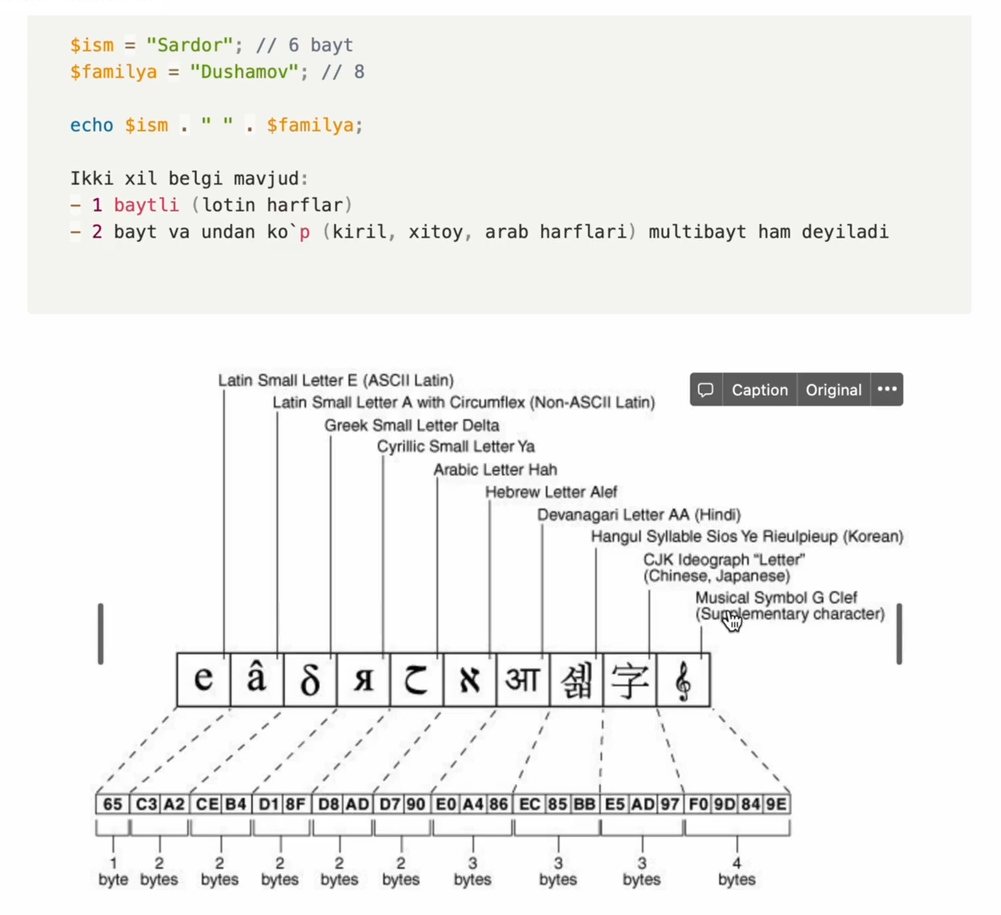 $ism = "Sardor"; // 6 bayt
$familya = "Dushamov"; // 8
echo $ism . " " . $familya;
Ikki xil belgi mavjud:
- 1 baytli (lotin harflar)
- 2 bayt va undan ko`p (kiril, xitoy, arab harflari) multibayt ham deyiladi
Latin Small Letter E (ASCII Latin)
Caption Original
Latin Small Letter A with Circumflex (Non-ASCII Latin)
Greek Small Letter Delta
Cyrillic Small Letter Ya
Arabic Letter Hah
Hebrew Letter Alef
Devanagari Letter AA (Hindi)
Hangul Syllable Sios Ye Rieulpieup (Korean)
CJK Ideograph "Letter"
(Chinese, Japanese)
Musical Symbol G Clef
(Supplementary character)
e â δ я ح א आ 셻 字 𝄞
65 C3 A2 CE B4 D1 8F D8 AD D7 90 E0 A4 86 EC 85 BB E5 AD 97 F0 9D 84 9E
1 2 2 2 2 2 3 3 3 4
byte bytes bytes bytes bytes bytes bytes bytes bytes bytes